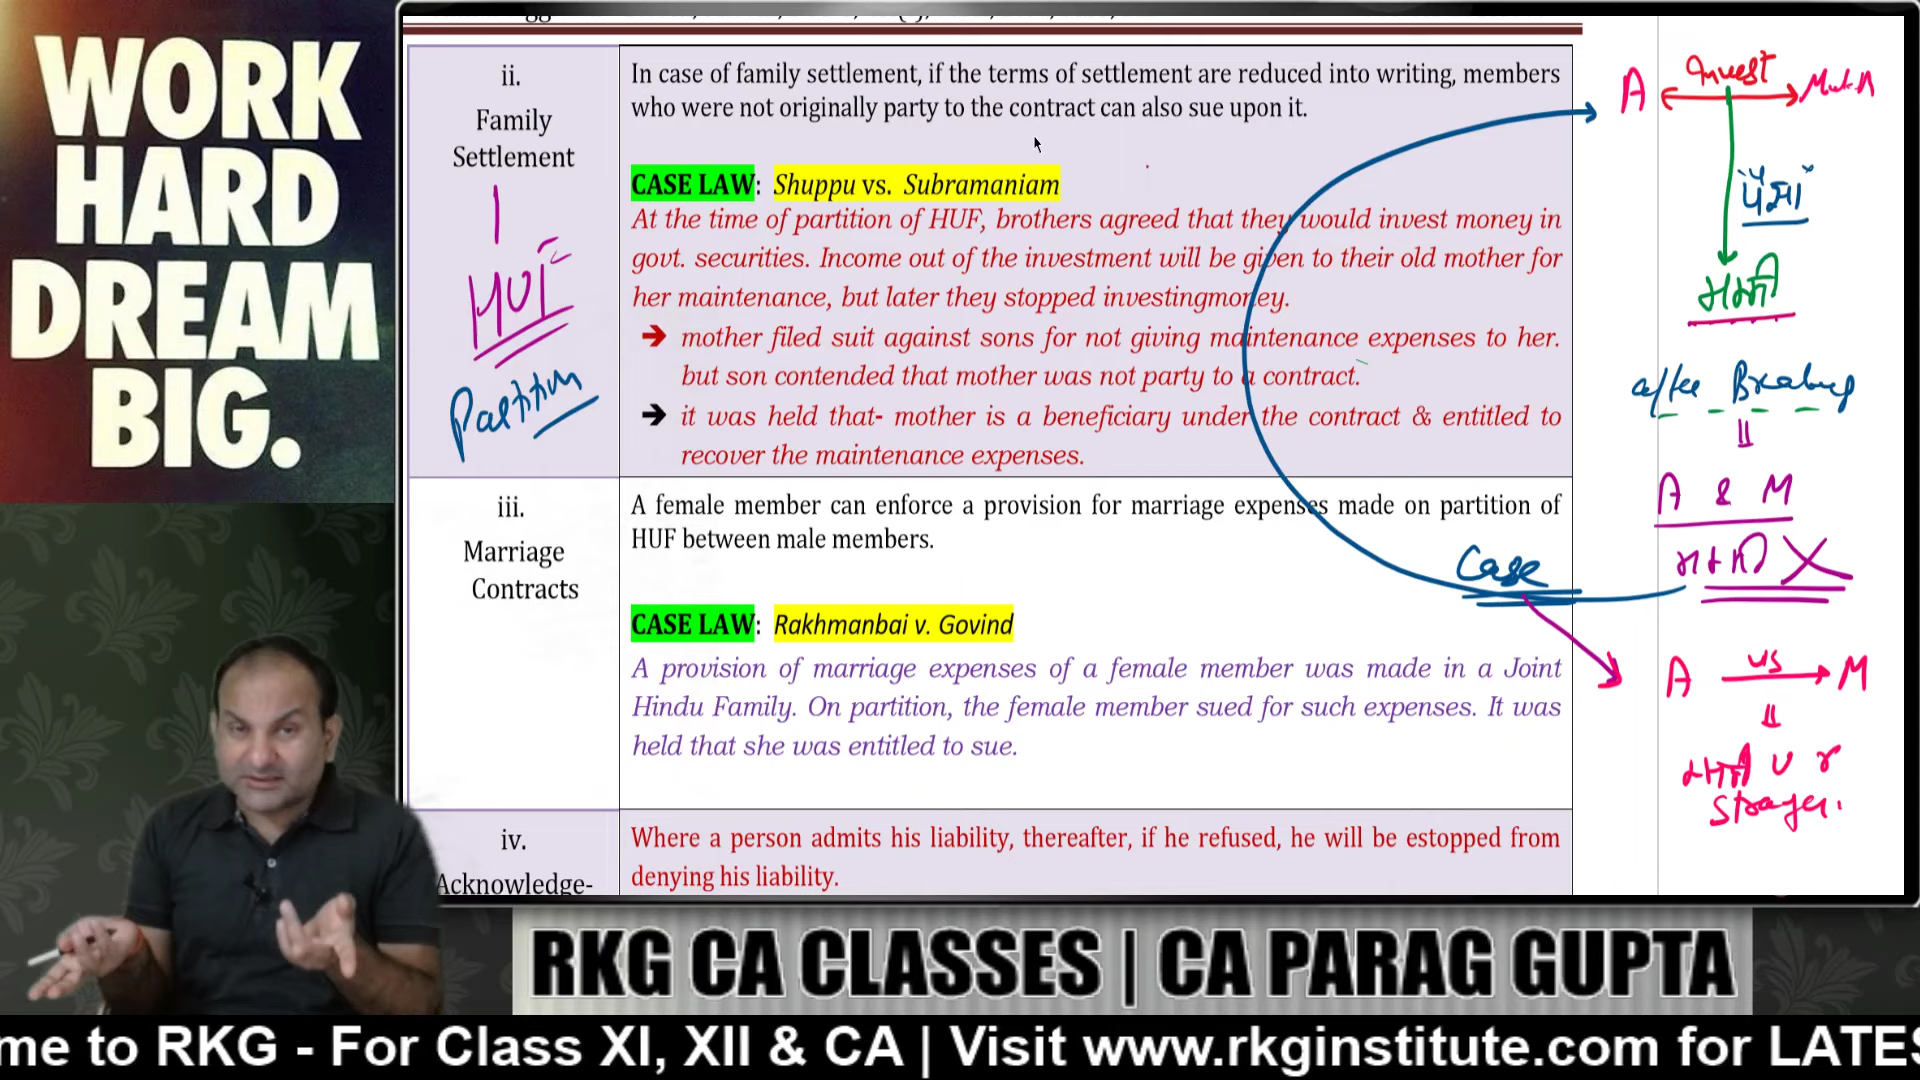 WORK
HARD
DREAM
BIG.
ii.
Family
Settlement
HUF
Partition
In case of family settlement, if the terms of settlement are reduced into writing, members
who were not originally party to the contract can also sue upon it.
CASE LAW: Shuppu vs. Subramaniam
At the time of partition of HUF, brothers agreed that they would invest money in
govt. securities. Income out of the investment will be given to their old mother for
her maintenance, but later they stopped investingmoney.
➔ mother filed suit against sons for not giving maintenance expenses to her.
but son contended that mother was not party to a contract.
➔ it was held that- mother is a beneficiary under the contract & entitled to
recover the maintenance expenses.
iii.
Marriage
Contracts
A female member can enforce a provision for marriage expenses made on partition of
HUF between male members.
CASE LAW: Rakhmanbai v. Govind
A provision of marriage expenses of a female member was made in a Joint
Hindu Family. On partition, the female member sued for such expenses. It was
held that she was entitled to sue.
iv.
Acknowledge-
Where a person admits his liability, thereafter, if he refused, he will be estopped from
denying his liability.
A Invest
पैसा
after Breakup
A & M
Case
A vs M
RKG CA CLASSES | CA PARAG GUPTA
me to RKG - For Class XI, XII & CA | Visit www.rkginstitute.com for LATES